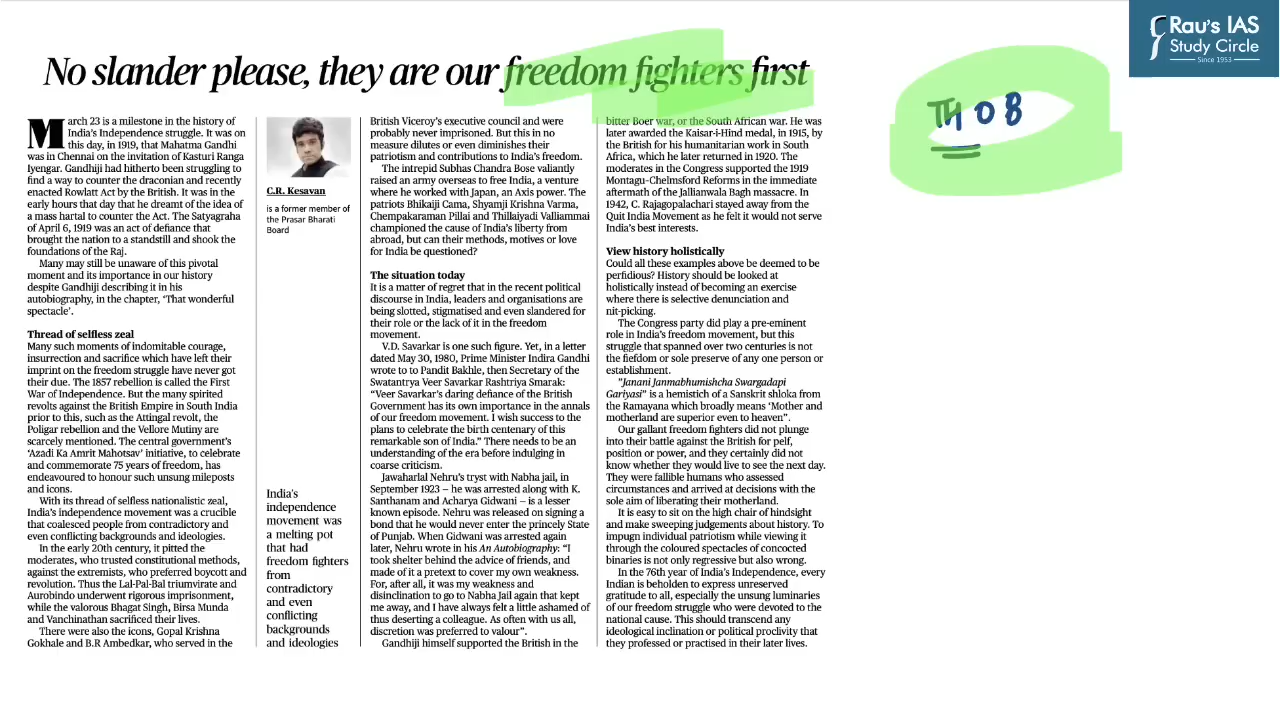 Rau's IAS
Study Circle
Since 1953
No slander please, they are our freedom fighters first
TH 08
March 23 is a milestone in the history of
India's Independence struggle. It was on
this day, in 1919, that Mahatma Gandhi
was in Chennai on the invitation of Kasturi Ranga
Iyengar. Gandhiji had hitherto been struggling to
find a way to counter the draconian and recently
enacted Rowlatt Act by the British. It was in the
early hours that day that he dreamt of the idea of
a mass hartal to counter the Act. The Satyagraha
of April 6, 1919 was an act of defiance that
brought the nation to a standstill and shook the
foundations of the Raj.
Many may still be unaware of this pivotal
moment and its importance in our history
despite Gandhiji describing it in his
autobiography, in the chapter, 'That wonderful
spectacle'.
Thread of selfless zeal
Many such moments of indomitable courage,
insurrection and sacrifice which have left their
imprint on the freedom struggle have never got
their due. The 1857 rebellion is called the First
War of Independence. But the many spirited
revolts against the British Empire in South India
prior to this, such as the Attingal revolt, the
Poligar rebellion and the Vellore Mutiny are
scarcely mentioned. The central government's
'Azadi Ka Amrit Mahotsav' initiative, to celebrate
and commemorate 75 years of freedom, has
endeavoured to honour such unsung mileposts
and icons.
With its thread of selfless nationalistic zeal,
India's independence movement was a crucible
that coalesced people from contradictory and
even conflicting backgrounds and ideologies.
In the early 20th century, it pitted the
moderates, who trusted constitutional methods,
against the extremists, who preferred boycott and
revolution. Thus the Lal-Pal-Bal triumvirate and
Aurobindo underwent rigorous imprisonment,
while the valorous Bhagat Singh, Birsa Munda
and Vanchinathan sacrificed their lives.
There were also the icons, Gopal Krishna
Gokhale and B.R Ambedkar, who served in the
C.R. Kesavan
is a former member of
the Prasar Bharati
Board
India's
independence
movement was
a melting pot
that had
freedom fighters
from
contradictory
and even
conflicting
backgrounds
and ideologies
British Viceroy's executive council and were
probably never imprisoned. But this in no
measure dilutes or even diminishes their
patriotism and contributions to India's freedom.
The intrepid Subhas Chandra Bose valiantly
raised an army overseas to free India, a venture
where he worked with Japan, an Axis power. The
patriots Bhikaiji Cama, Shyamji Krishna Varma,
Chempakaraman Pillai and Thillaiyadi Valliammai
championed the cause of India's liberty from
abroad, but can their methods, motives or love
for India be questioned?
The situation today
It is a matter of regret that in the recent political
discourse in India, leaders and organisations are
being slotted, stigmatised and even slandered for
their role or the lack of it in the freedom
movement.
V.D. Savarkar is one such figure. Yet, in a letter
dated May 30, 1980, Prime Minister Indira Gandhi
wrote to to Pandit Bakhle, then Secretary of the
Swatantrya Veer Savarkar Rashtriya Smarak:
"Veer Savarkar's daring defiance of the British
Government has its own importance in the annals
of our freedom movement. I wish success to the
plans to celebrate the birth centenary of this
remarkable son of India." There needs to be an
understanding of the era before indulging in
coarse criticism.
Jawaharlal Nehru's tryst with Nabha jail, in
September 1923 — he was arrested along with K.
Santhanam and Acharya Gidwani — is a lesser
known episode. Nehru was released on signing a
bond that he would never enter the princely State
of Punjab. When Gidwani was arrested again
later, Nehru wrote in his An Autobiography: "I
took shelter behind the advice of friends, and
made of it a pretext to cover my own weakness.
For, after all, it was my weakness and
disinclination to go to Nabha Jail again that kept
me away, and I have always felt a little ashamed of
thus deserting a colleague. As often with us all,
discretion was preferred to valour".
Gandhiji himself supported the British in the
bitter Boer war, or the South African war. He was
later awarded the Kaisar-i-Hind medal, in 1915, by
the British for his humanitarian work in South
Africa, which he later returned in 1920. The
moderates in the Congress supported the 1919
Montagu-Chelmsford Reforms in the immediate
aftermath of the Jallianwala Bagh massacre. In
1942, C. Rajagopalachari stayed away from the
Quit India Movement as he felt it would not serve
India's best interests.
View history holistically
Could all these examples above be deemed to be
perfidious? History should be looked at
holistically instead of becoming an exercise
where there is selective denunciation and
nit-picking.
The Congress party did play a pre-eminent
role in India's freedom movement, but this
struggle that spanned over two centuries is not
the fiefdom or sole preserve of any one person or
establishment.
"Janani Janmabhumishcha Swargadapi
Gariyasi" is a hemistich of a Sanskrit shloka from
the Ramayana which broadly means 'Mother and
motherland are superior even to heaven".
Our gallant freedom fighters did not plunge
into their battle against the British for pelf,
position or power, and they certainly did not
know whether they would live to see the next day.
They were fallible humans who assessed
circumstances and arrived at decisions with the
sole aim of liberating their motherland.
It is easy to sit on the high chair of hindsight
and make sweeping judgements about history. To
impugn individual patriotism while viewing it
through the coloured spectacles of concocted
binaries is not only regressive but also wrong.
In the 76th year of India's Independence, every
Indian is beholden to express unreserved
gratitude to all, especially the unsung luminaries
of our freedom struggle who were devoted to the
national cause. This should transcend any
ideological inclination or political proclivity that
they professed or practised in their later lives.